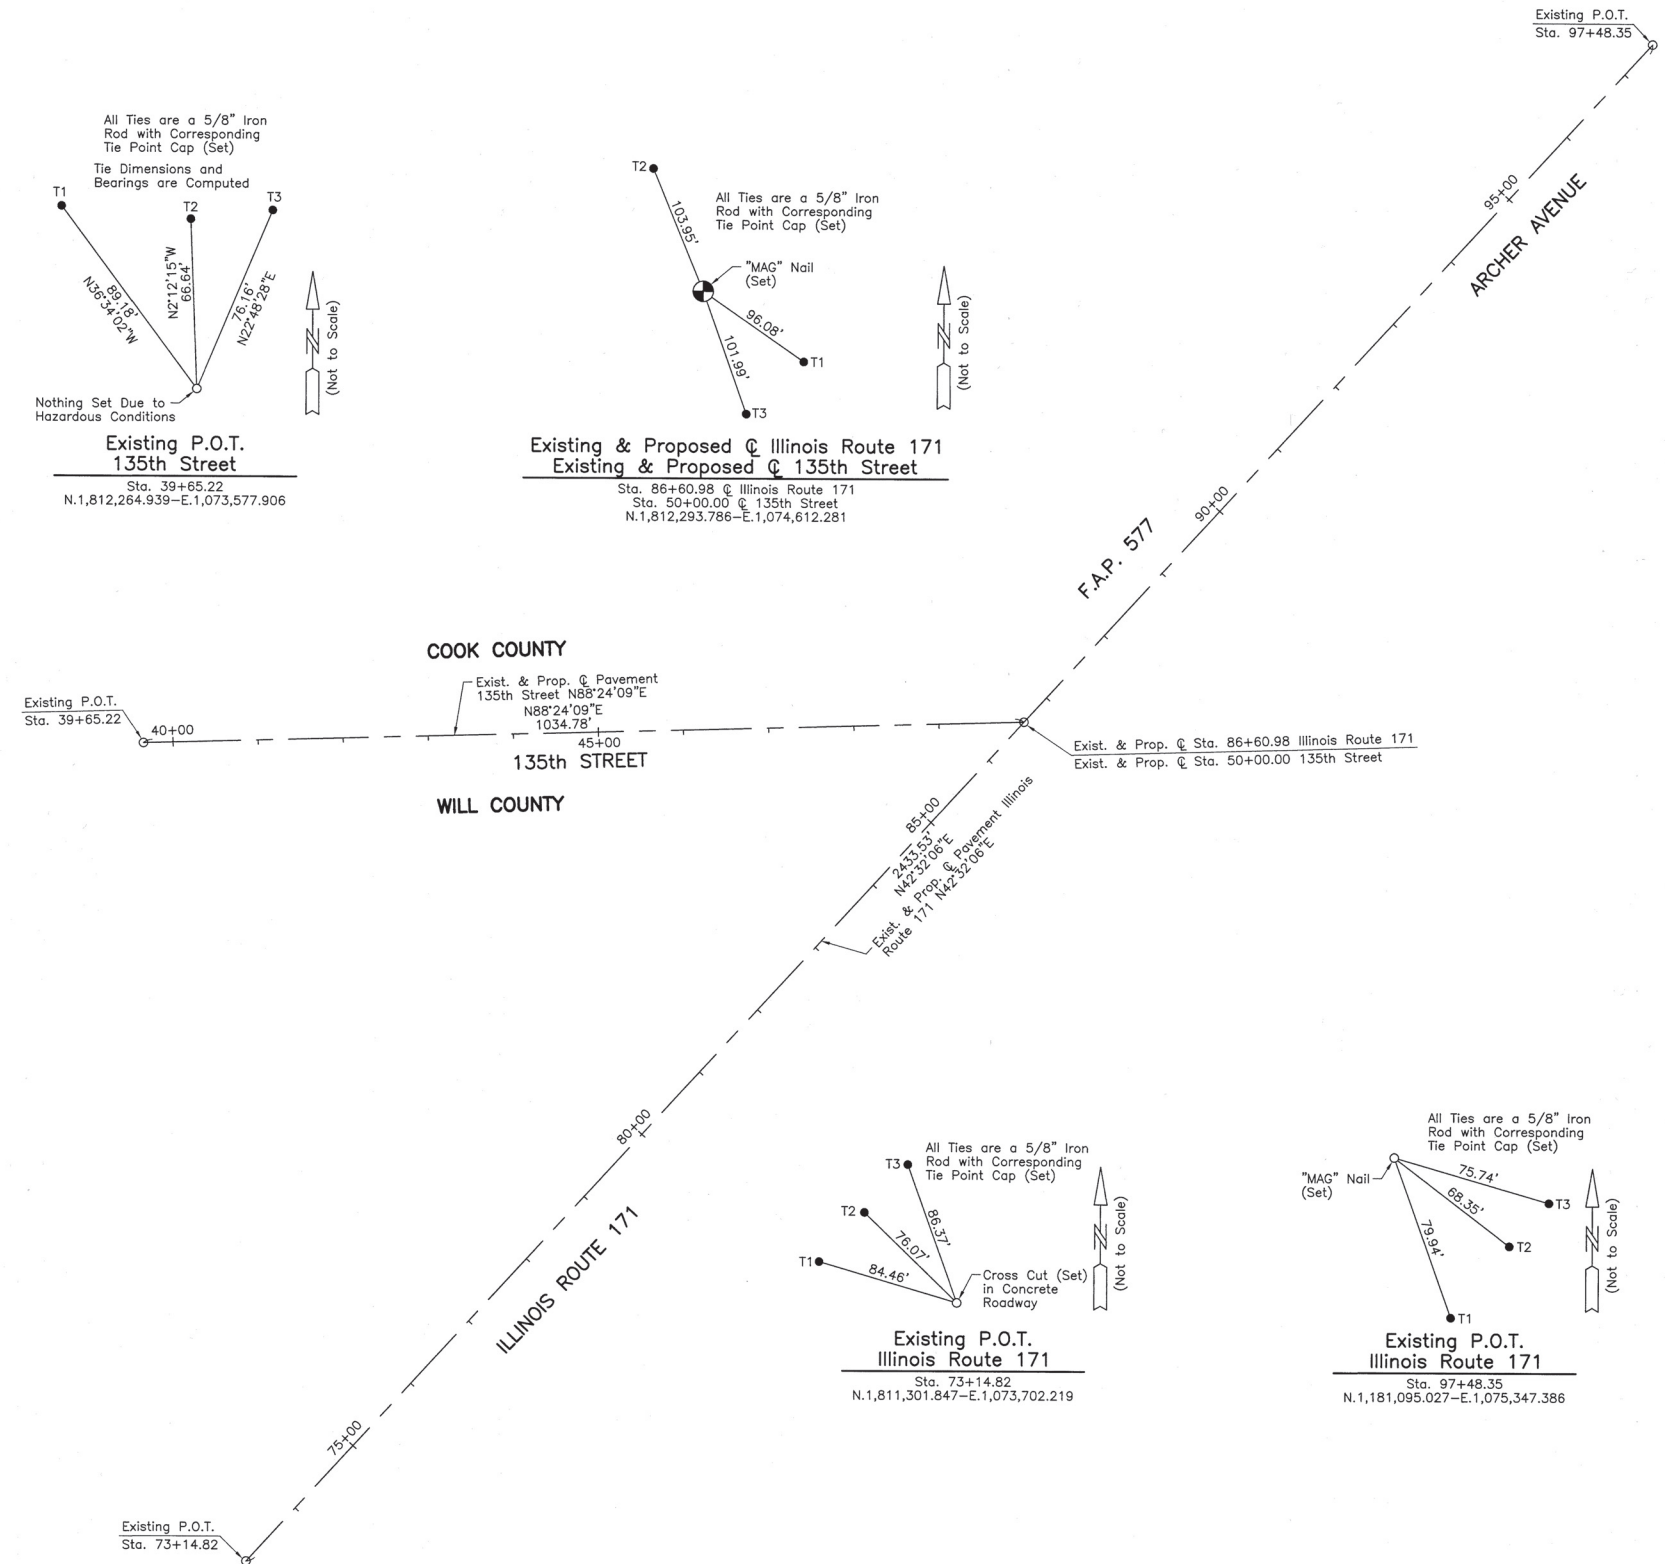 Existing P.O.T.
Sta. 97+48.35
All Ties are a 5/8" Iron
Rod with Corresponding
Tie Point Cap (Set)
Tie Dimensions and
Bearings are Computed
T1
T2
T3
89.18'
N36°34'02"W
N2°12'15"W
66.64'
76.16'
N22°48'28"E
N
(Not to Scale)
Nothing Set Due to
Hazardous Conditions
Existing P.O.T.
135th Street
Sta. 39+65.22
N.1,812,264.939-E.1,073,577.906
T2
103.95'
All Ties are a 5/8" Iron
Rod with Corresponding
Tie Point Cap (Set)
"MAG" Nail
(Set)
96.08'
T1
101.99'
T3
N
(Not to Scale)
Existing & Proposed ℄ Illinois Route 171
Existing & Proposed ℄ 135th Street
Sta. 86+60.98 ℄ Illinois Route 171
Sta. 50+00.00 ℄ 135th Street
N.1,812,293.786-E.1,074,612.281
95+00
ARCHER AVENUE
90+00
F.A.P. 577
COOK COUNTY
Exist. & Prop. ℄ Pavement
135th Street N88°24'09"E
N88°24'09"E
1034.78'
Existing P.O.T.
Sta. 39+65.22
40+00
45+00
135th STREET
WILL COUNTY
Exist. & Prop. ℄ Sta. 86+60.98 Illinois Route 171
Exist. & Prop. ℄ Sta. 50+00.00 135th Street
85+00
2433.53'
N42°32'06"E
Exist. & Prop. ℄ Pavement Illinois
Route 171 N42°32'06"E
80+00
ILLINOIS ROUTE 171
75+00
Existing P.O.T.
Sta. 73+14.82
All Ties are a 5/8" Iron
Rod with Corresponding
Tie Point Cap (Set)
T3
T2
T1
86.37'
76.07'
84.46'
Cross Cut (Set)
in Concrete
Roadway
N
(Not to Scale)
Existing P.O.T.
Illinois Route 171
Sta. 73+14.82
N.1,811,301.847-E.1,073,702.219
All Ties are a 5/8" Iron
Rod with Corresponding
Tie Point Cap (Set)
"MAG" Nail
(Set)
75.74'
68.35'
79.94'
T3
T2
T1
N
(Not to Scale)
Existing P.O.T.
Illinois Route 171
Sta. 97+48.35
N.1,181,095.027-E.1,075,347.386